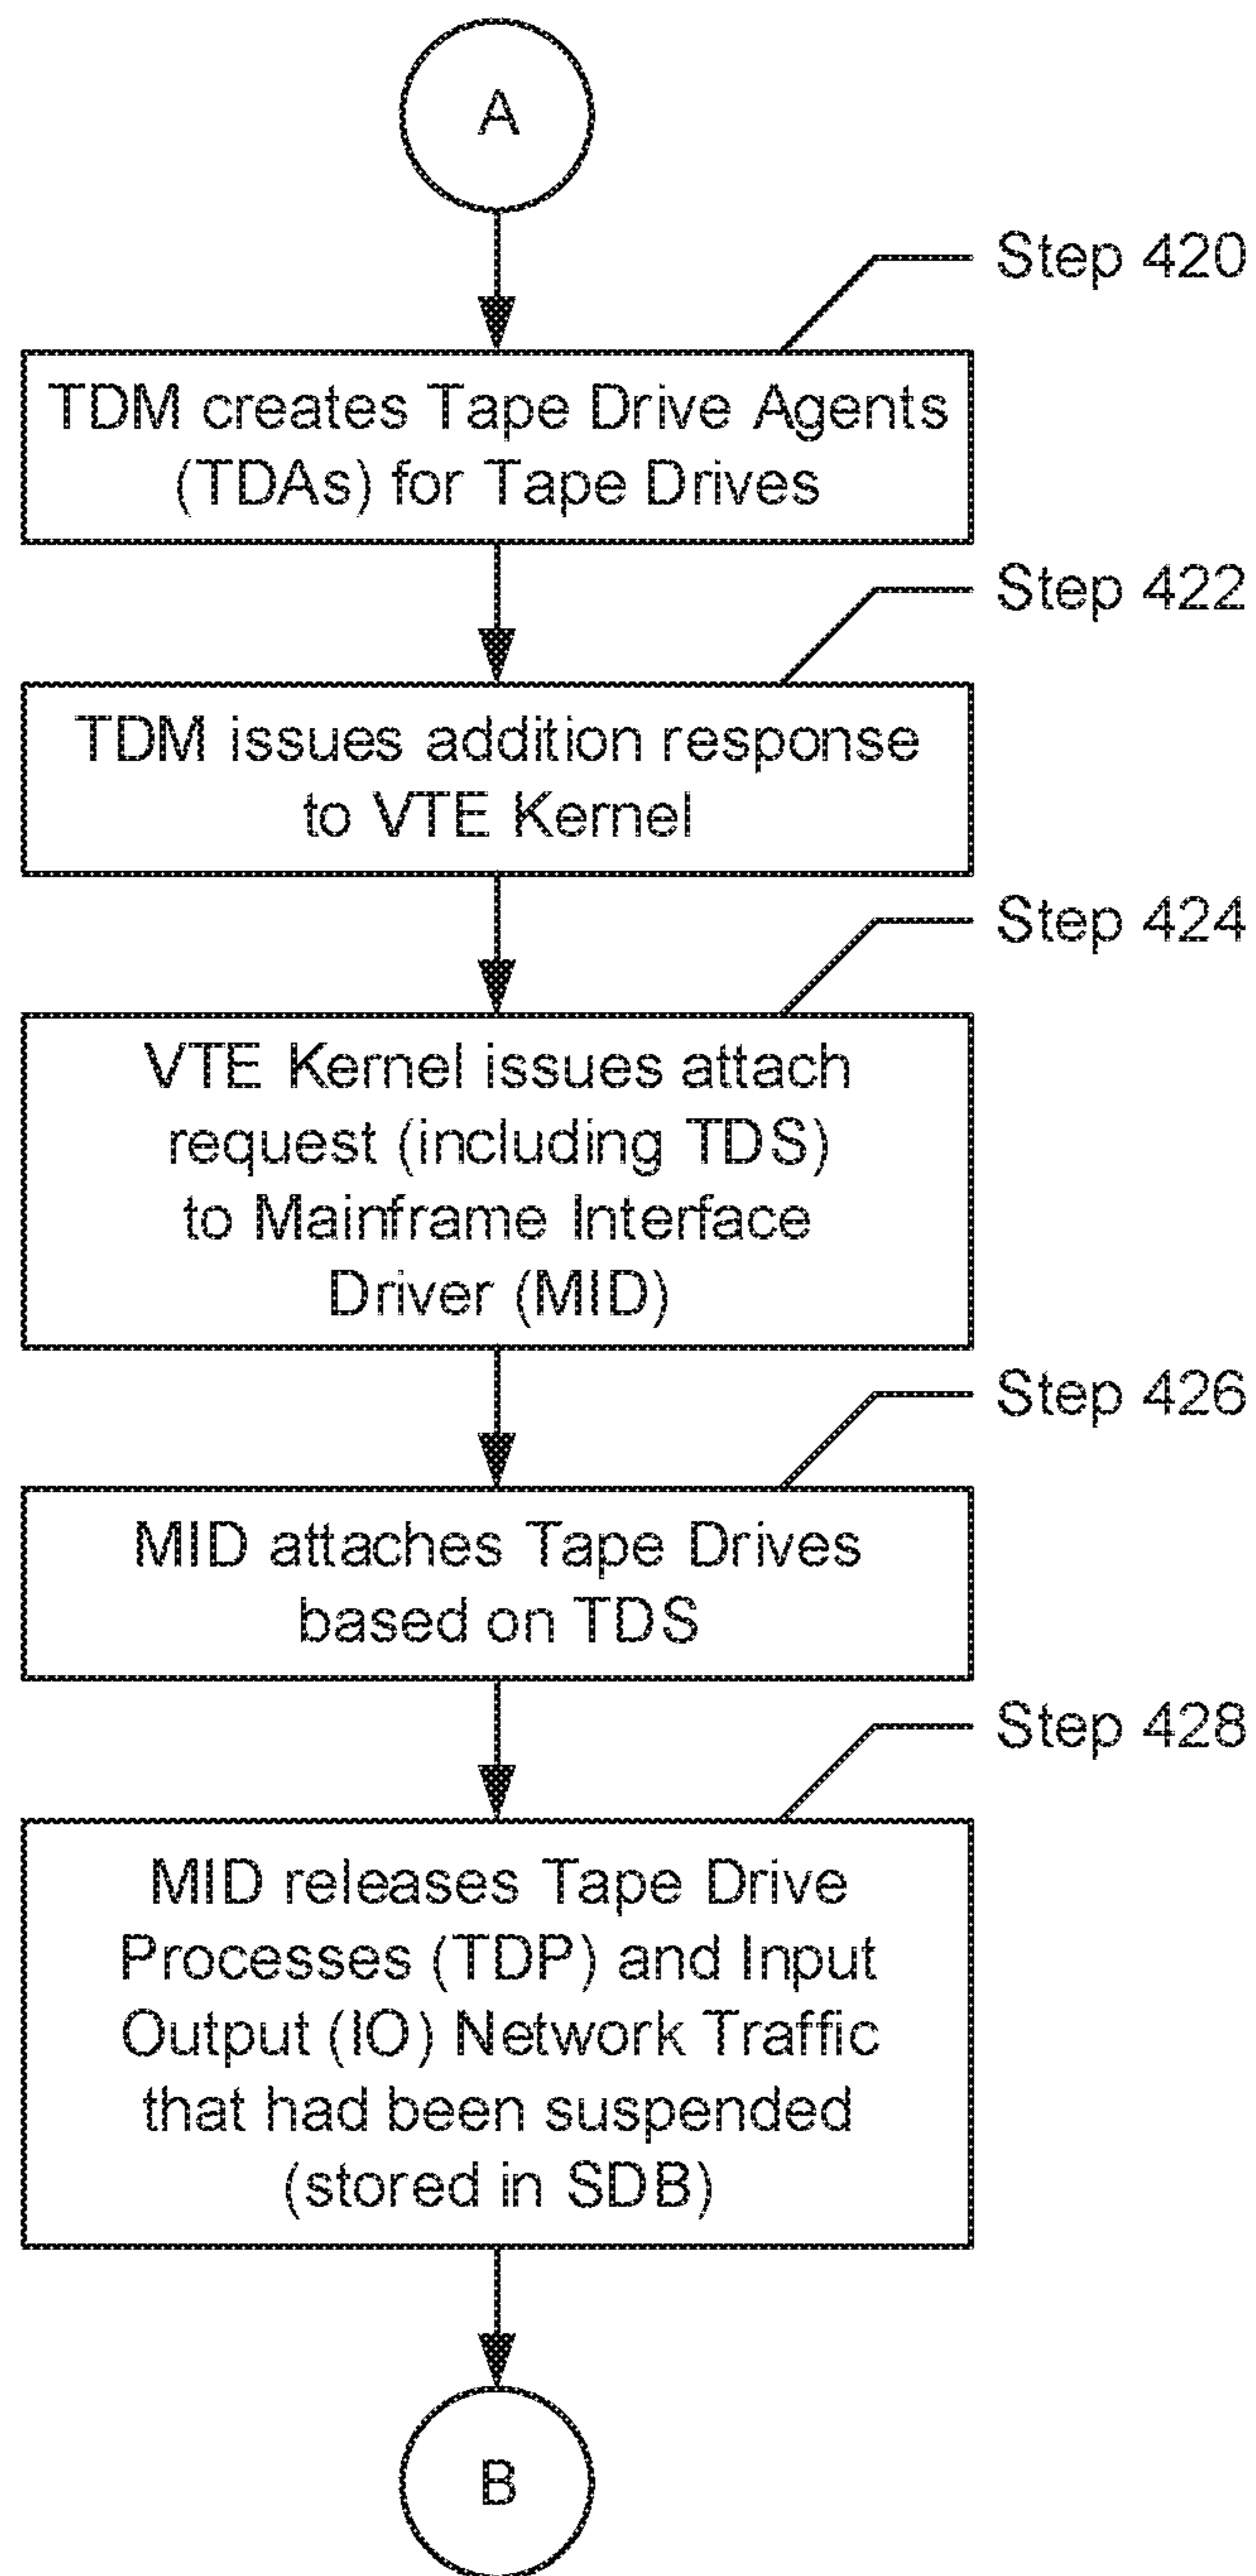 A
Step 420
TDM creates Tape Drive Agents
(TDAs) for Tape Drives
Step 422
TDM issues addition response
to VTE Kernel
Step 424
VTE Kernel issues attach
request (including TDS)
to Mainframe Interface
Driver (MID)
Step 426
MID attaches Tape Drives
based on TDS
Step 428
MID releases Tape Drive
Processes (TDP) and Input
Output (IO) Network Traffic
that had been suspended
(stored in SDB)
B